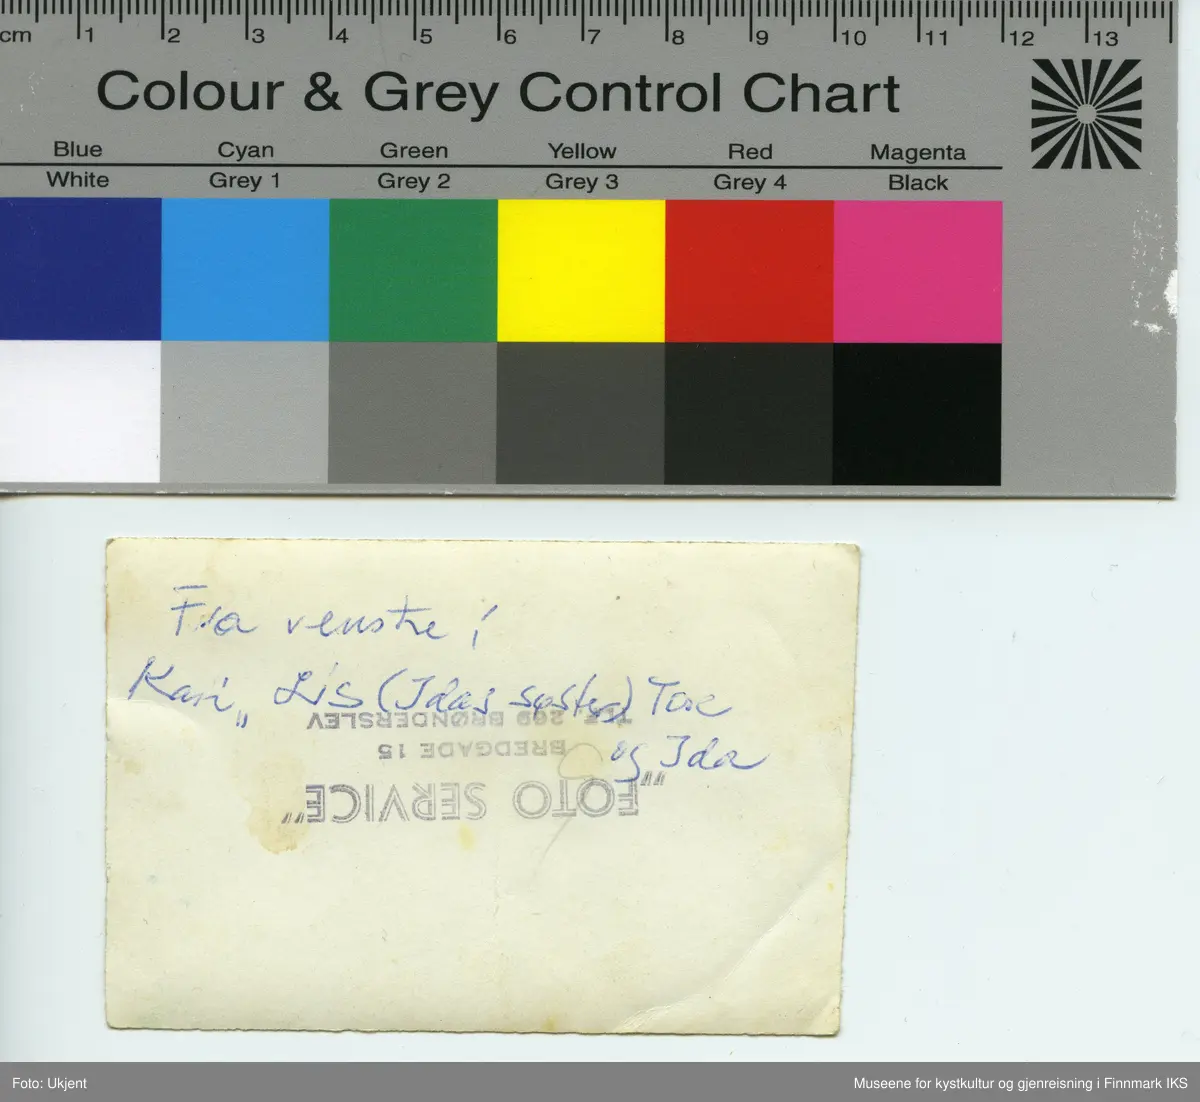 cm 1 2 3 4 5 6 7 8 9 10 11 12 13
Colour & Grey Control Chart
Blue Cyan Green Yellow Red Magenta
White Grey 1 Grey 2 Grey 3 Grey 4 Black
Fra venstre i
Kari, Lis (Idas søster) Tore
og Ida
"FOTO SERVICE"
BREDGADE 15
TLF. 209 BRØNDERSLEV
Foto: Ukjent
Museene for kystkultur og gjenreisning i Finnmark IKS